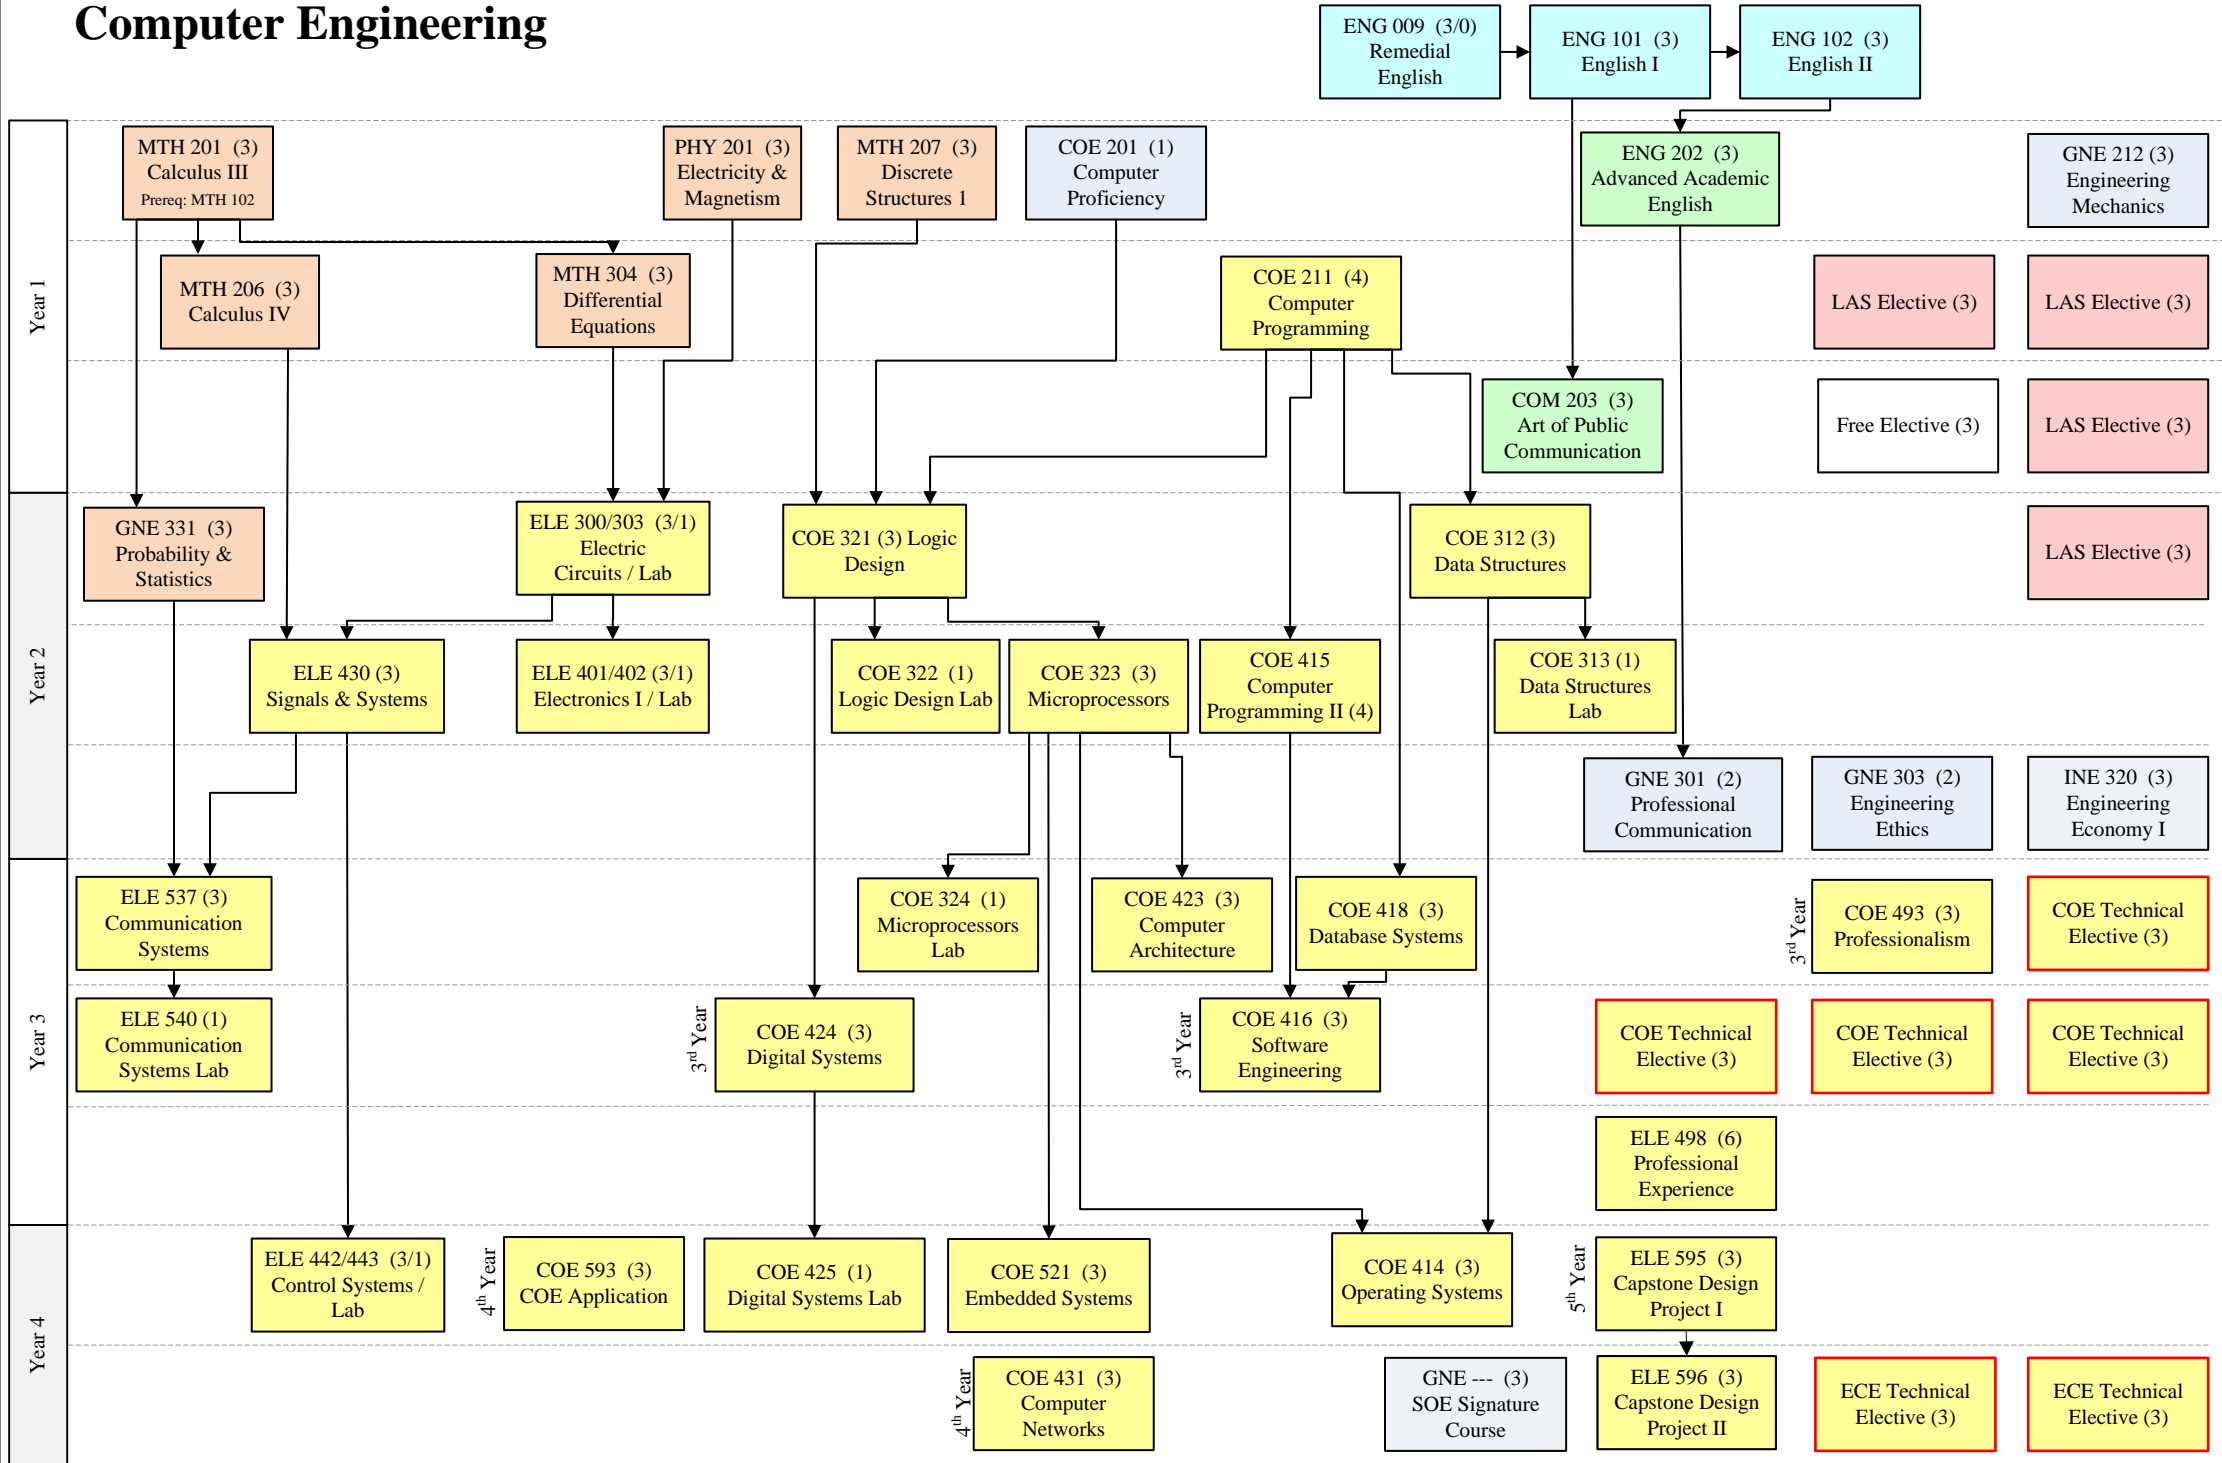 Computer Engineering
ENG 009  (3/0)
Remedial
English
ENG 101  (3)
English I
ENG 102  (3)
English II
Year 1
MTH 201  (3)
Calculus III
Prereq: MTH 102
PHY 201  (3)
Electricity &
Magnetism
MTH 207  (3)
Discrete
Structures 1
COE 201  (1)
Computer
Proficiency
ENG 202  (3)
Advanced Academic
English
GNE 212 (3)
Engineering
Mechanics
MTH 206  (3)
Calculus IV
MTH 304  (3)
Differential
Equations
COE 211  (4)
Computer
Programming
LAS Elective (3)
LAS Elective (3)
COM 203  (3)
Art of Public
Communication
Free Elective (3)
LAS Elective (3)
Year 2
GNE 331  (3)
Probability &
Statistics
ELE 300/303  (3/1)
Electric
Circuits / Lab
COE 321 (3) Logic
Design
COE 312 (3)
Data Structures
LAS Elective (3)
ELE 430 (3)
Signals & Systems
ELE 401/402 (3/1)
Electronics I / Lab
COE 322  (1)
Logic Design Lab
COE 323  (3)
Microprocessors
COE 415
Computer
Programming II (4)
COE 313 (1)
Data Structures
Lab
GNE 301  (2)
Professional
Communication
GNE 303  (2)
Engineering
Ethics
INE 320  (3)
Engineering
Economy I
Year 3
ELE 537 (3)
Communication
Systems
COE 324  (1)
Microprocessors
Lab
COE 423  (3)
Computer
Architecture
COE 418  (3)
Database Systems
3rd Year
COE 493  (3)
Professionalism
COE Technical
Elective (3)
ELE 540 (1)
Communication
Systems Lab
3rd Year
COE 424  (3)
Digital Systems
3rd Year
COE 416  (3)
Software
Engineering
COE Technical
Elective (3)
COE Technical
Elective (3)
COE Technical
Elective (3)
ELE 498 (6)
Professional
Experience
Year 4
ELE 442/443  (3/1)
Control Systems /
Lab
4th Year
COE 593  (3)
COE Application
COE 425  (1)
Digital Systems Lab
COE 521  (3)
Embedded Systems
COE 414  (3)
Operating Systems
5th Year
ELE 595  (3)
Capstone Design
Project I
4th Year
COE 431  (3)
Computer
Networks
GNE ---  (3)
SOE Signature
Course
ELE 596  (3)
Capstone Design
Project II
ECE Technical
Elective (3)
ECE Technical
Elective (3)